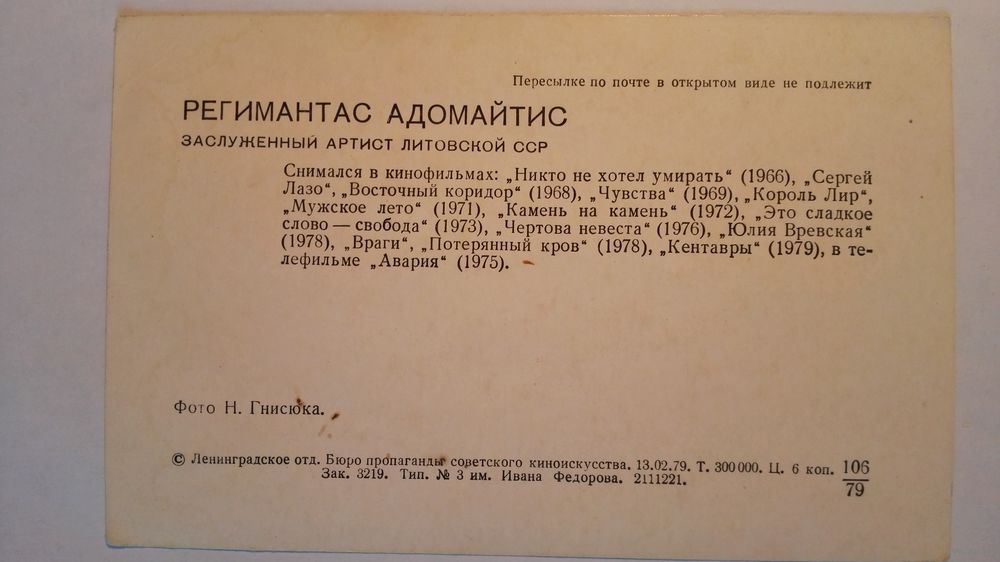 Пересылке по почте в открытом виде не подлежит
РЕГИМАНТАС АДОМАЙТИС
ЗАСЛУЖЕННЫЙ АРТИСТ ЛИТОВСКОЙ ССР
Снимался в кинофильмах: „Никто не хотел умирать“ (1966), „Сергей
Лазо“, „Восточный коридор“ (1968), „Чувства“ (1969), „Король Лир“,
„Мужское лето“ (1971), „Камень на камень“ (1972), „Это сладкое
слово — свобода“ (1973), „Чертова невеста“ (1976), „Юлия Вревская“
(1978), „Враги“, „Потерянный кров“ (1978), „Кентавры“ (1979), в те-
лефильме „Авария“ (1975).
Фото Н. Гнисюка.
© Ленинградское отд. Бюро пропаганды советского киноискусства. 13.02.79. Т. 300 000. Ц. 6 коп. 106
Зак. 3219. Тип. № 3 им. Ивана Федорова. 2111221. 79